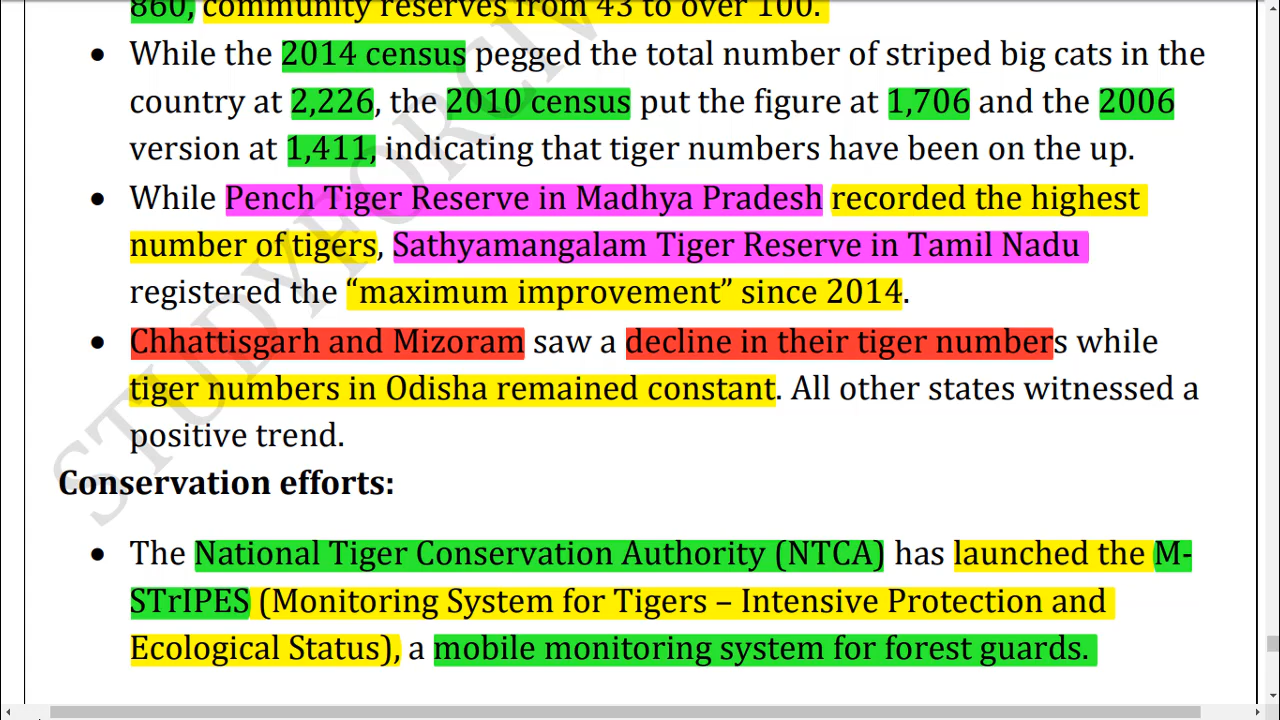 860, community reserves from 43 to over 100.
• While the 2014 census pegged the total number of striped big cats in the
country at 2,226, the 2010 census put the figure at 1,706 and the 2006
version at 1,411, indicating that tiger numbers have been on the up.
• While Pench Tiger Reserve in Madhya Pradesh recorded the highest
number of tigers, Sathyamangalam Tiger Reserve in Tamil Nadu
registered the “maximum improvement” since 2014.
• Chhattisgarh and Mizoram saw a decline in their tiger numbers while
tiger numbers in Odisha remained constant. All other states witnessed a
positive trend.
Conservation efforts:
• The National Tiger Conservation Authority (NTCA) has launched the M-
STrIPES (Monitoring System for Tigers – Intensive Protection and
Ecological Status), a mobile monitoring system for forest guards.
STUDYFORCIV